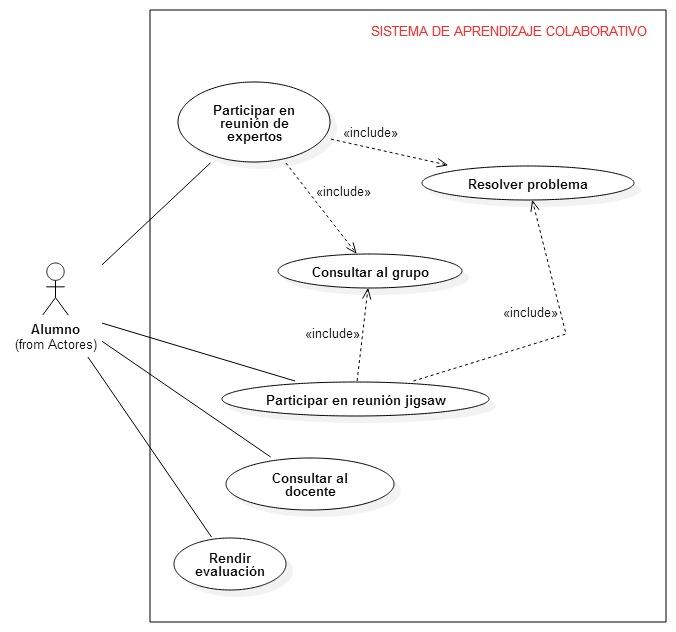 SISTEMA DE APRENDIZAJE COLABORATIVO
Participar en
reunión de
expertos
«include»
Resolver problema
«include»
Consultar al grupo
Alumno
(from Actores)
«include»
«include»
Participar en reunión jigsaw
Consultar al
docente
Rendir
evaluación